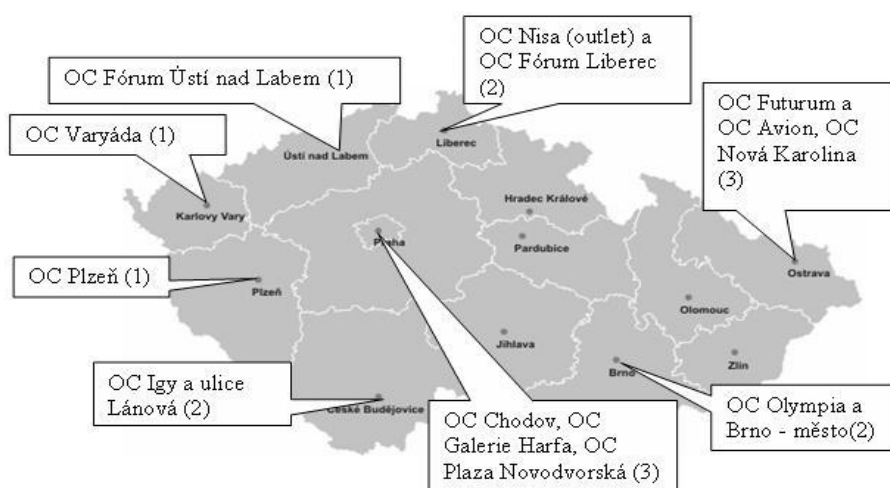 OC Nisa (outlet) a
OC Fórum Liberec
(2)
OC Fórum Ústí nad Labem (1)
OC Futurum a
OC Avion, OC
Nová Karolina
(3)
OC Varyáda (1)
Ústí nad Labem
Liberec
Karlovy Vary
Hradec Králové
Praha
Pardubice
OC Plzeň (1)
Plzeň
Ostrava
Olomouc
Jihlava
Brno
Zlín
OC Igy a ulice
Lánová (2)
České Budějovice
OC Chodov, OC
Galerie Harfa, OC
Plaza Novodvorská (3)
OC Olympia a
Brno - město(2)